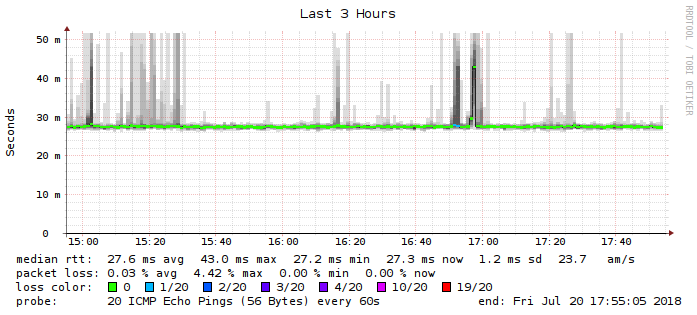 Last 3 Hours
RRDTOOL / TOBI OETIKER
Seconds
50 m
40 m
30 m
20 m
10 m
0
15:00 15:20 15:40 16:00 16:20 16:40 17:00 17:20 17:40
median rtt: 27.6 ms avg 43.0 ms max 27.2 ms min 27.3 ms now 1.2 ms sd 23.7 am/s
packet loss: 0.03 % avg 4.42 % max 0.00 % min 0.00 % now
loss color: 0 1/20 2/20 3/20 4/20 10/20 19/20
probe: 20 ICMP Echo Pings (56 Bytes) every 60s end: Fri Jul 20 17:55:05 2018